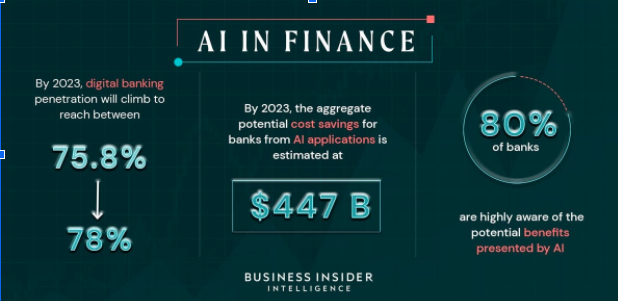 AI IN FINANCE
By 2023, digital banking
penetration will climb to
reach between
75.8%
78%
By 2023, the aggregate
potential cost savings for
banks from AI applications is
estimated at
$447 B
80%
of banks
are highly aware of the
potential benefits
presented by AI
BUSINESS INSIDER
INTELLIGENCE